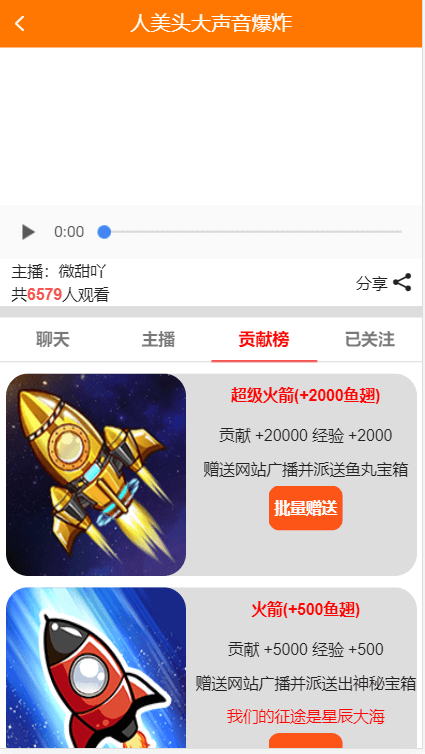 人美头大声音爆炸
0:00
主播：微甜吖
共6579人观看
分享
聊天
主播
贡献榜
已关注
超级火箭(+2000鱼翅)
贡献 +20000 经验 +2000
赠送网站广播并派送鱼丸宝箱
批量赠送
火箭(+500鱼翅)
贡献 +5000 经验 +500
赠送网站广播并派送出神秘宝箱
我们的征途是星辰大海